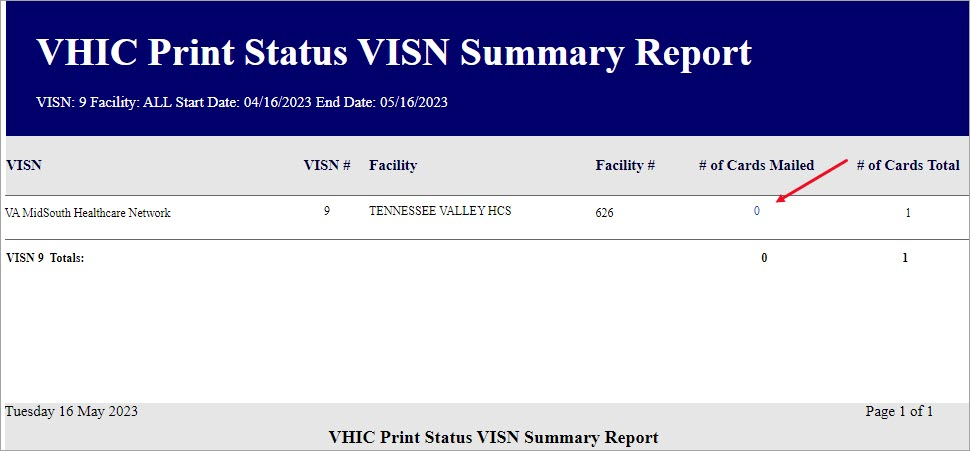 VHIC Print Status VISN Summary Report
VISN: 9 Facility: ALL Start Date: 04/16/2023 End Date: 05/16/2023
VISN VISN # Facility Facility # # of Cards Mailed # of Cards Total
VA MidSouth Healthcare Network 9 TENNESSEE VALLEY HCS 626 0 1
VISN 9 Totals: 0 1
Tuesday 16 May 2023 Page 1 of 1
VHIC Print Status VISN Summary Report